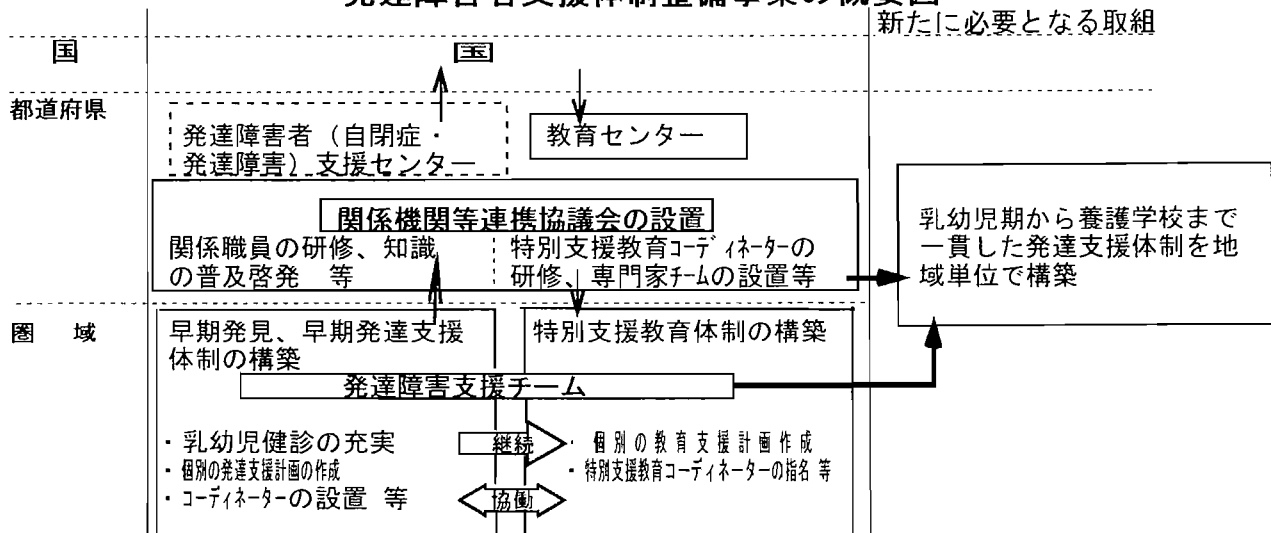 発達障害者支援体制整備事業の概要図
新たに必要となる取組
国
国
都道府県
発達障害者（自閉症・
発達障害）支援センター
教育センター
関係機関等連携協議会の設置
関係職員の研修、知識
の普及啓発　等
特別支援教育コーディネーターの
研修、専門家チームの設置等
乳幼児期から養護学校まで
一貫した発達支援体制を地
域単位で構築
圏　域
早期発見、早期発達支援
体制の構築
特別支援教育体制の構築
発達障害支援チーム
・乳幼児健診の充実
・個別の発達支援計画の作成
・コーディネーターの設置 等
継続
協働
・個別の教育支援計画作成
・特別支援教育コーディネーターの指名 等